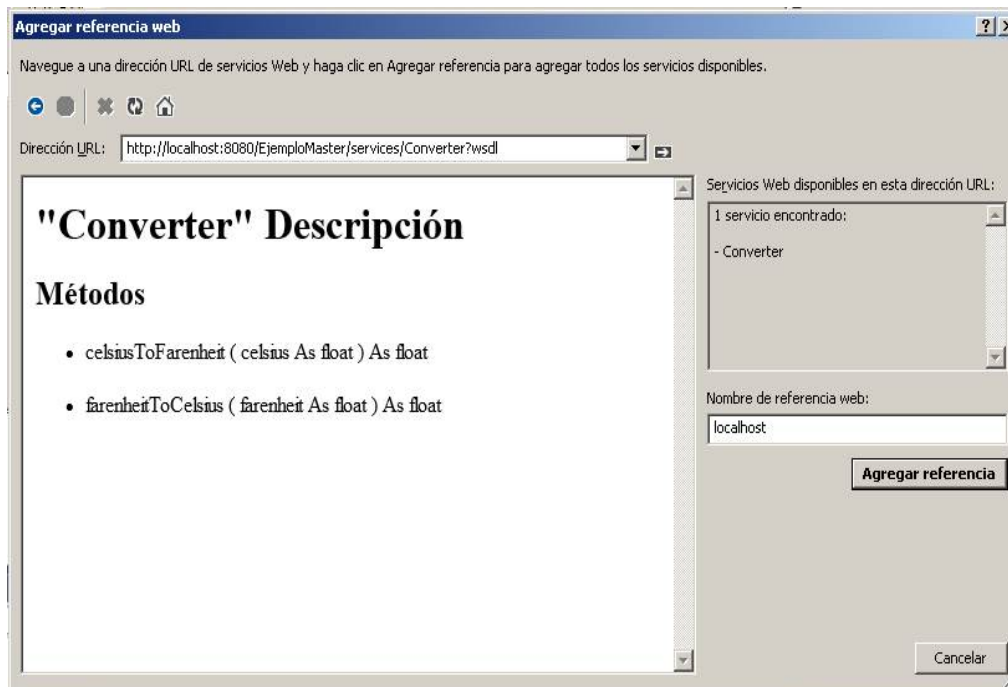 Agregar referencia web
Navegue a una dirección URL de servicios Web y haga clic en Agregar referencia para agregar todos los servicios disponibles.
Dirección URL: http://localhost:8080/EjemploMaster/services/Converter?wsdl
"Converter" Descripción
Métodos
• celsiusToFarenheit ( celsius As float ) As float
• farenheitToCelsius ( farenheit As float ) As float
Servicios Web disponibles en esta dirección URL:
1 servicio encontrado:
- Converter
Nombre de referencia web:
localhost
Agregar referencia
Cancelar